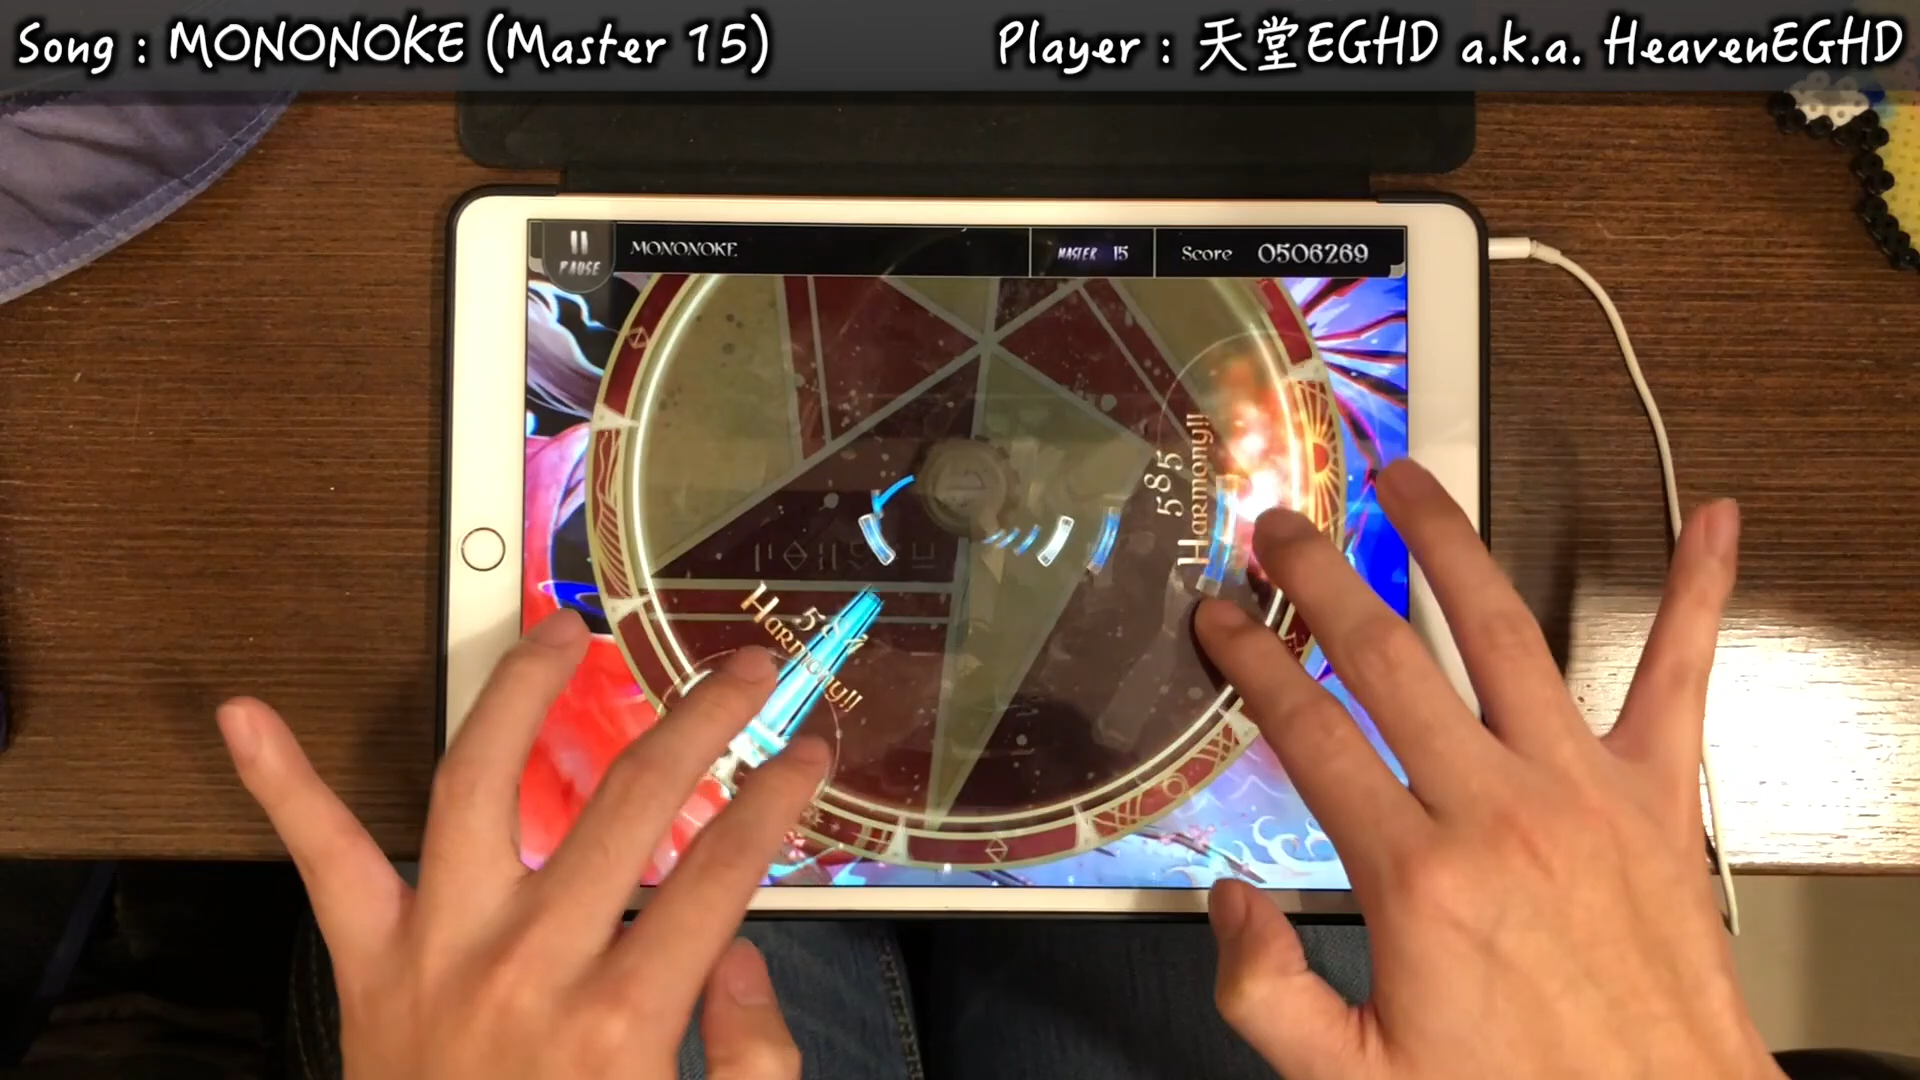 Song : MONONOKE (Master 15)
Player : 天堂EGHD a.k.a. HeavenEGHD
PAUSE
MONONOKE
MASTER 15
Score 0506269
585
Harmony!!
Harmony!!